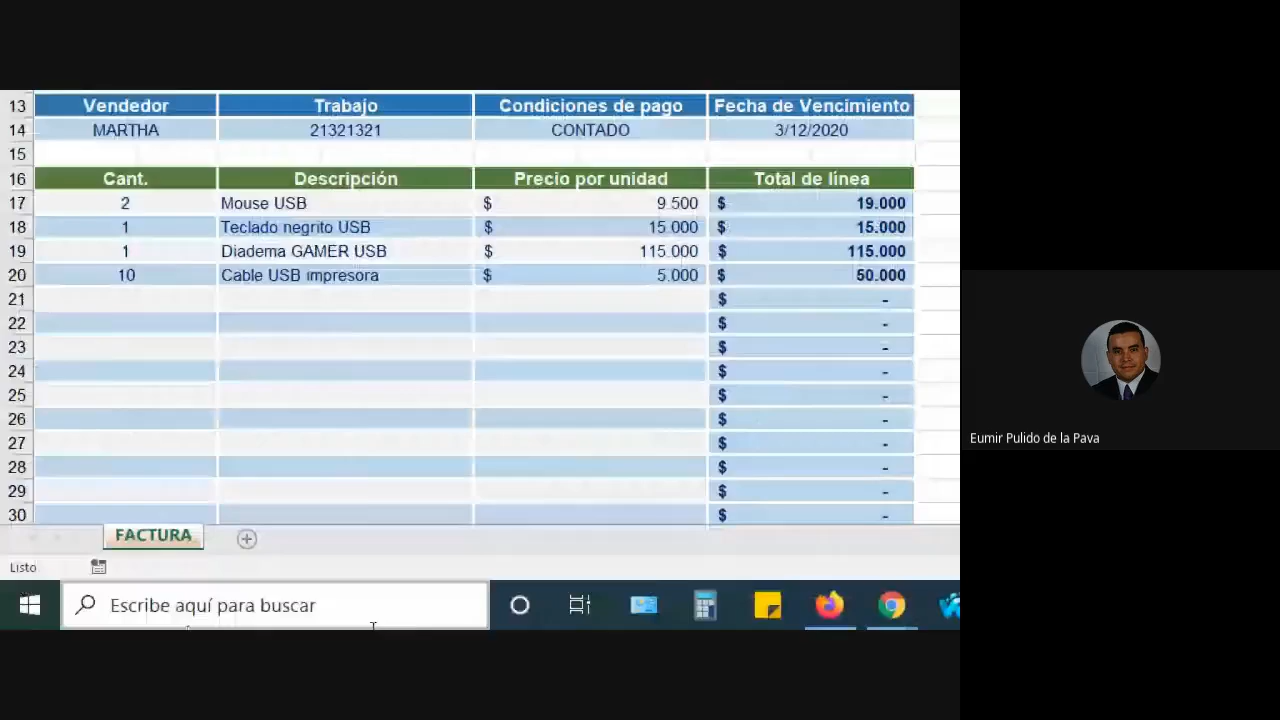 13 Vendedor Trabajo Condiciones de pago Fecha de Vencimiento
14 MARTHA 21321321 CONTADO 3/12/2020
15
16 Cant. Descripción Precio por unidad Total de línea
17 2 Mouse USB $ 9.500 $ 19.000
18 1 Teclado negrito USB $ 15.000 $ 15.000
19 1 Diadema GAMER USB $ 115.000 $ 115.000
20 10 Cable USB impresora $ 5.000 $ 50.000
21 $ -
22 $ -
23 $ -
24 $ -
25 $ -
26 $ -
27 $ -
28 $ -
29 $ -
30 $ -
FACTURA
Listo
Escribe aquí para buscar
Eumir Pulido de la Pava